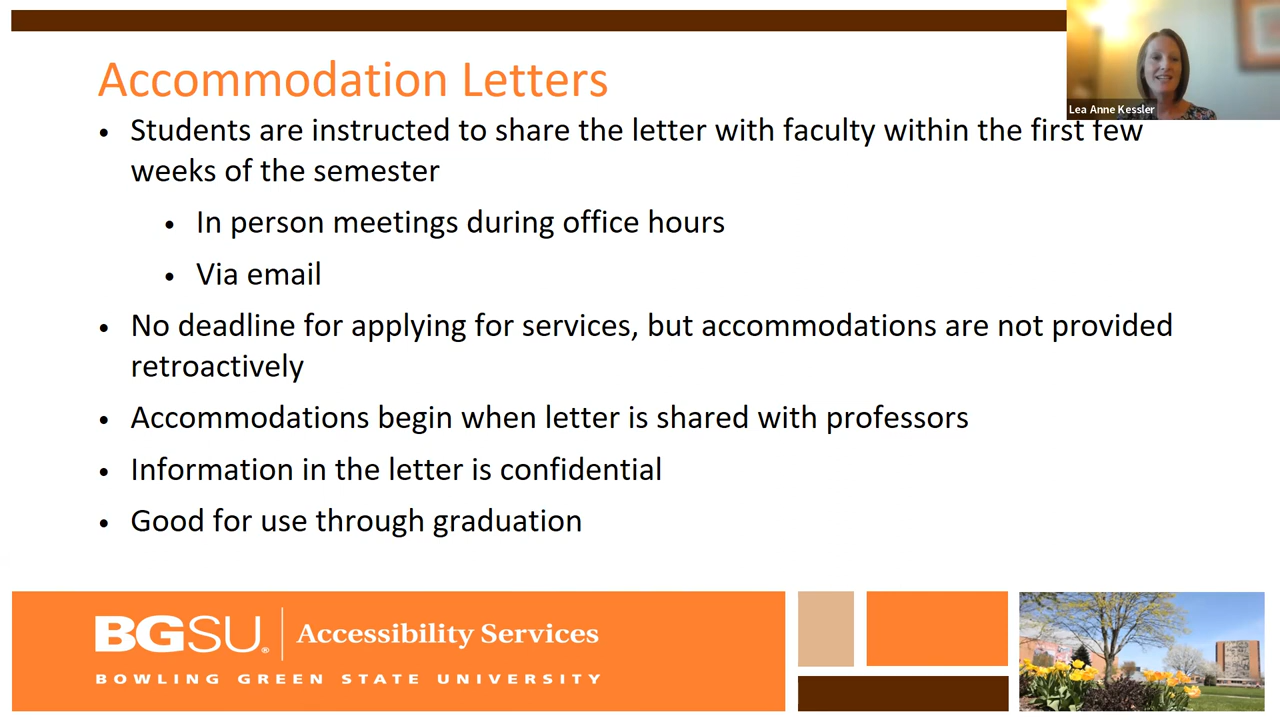 Accommodation Letters
Lea Anne Kessler
• Students are instructed to share the letter with faculty within the first few
weeks of the semester
• In person meetings during office hours
• Via email
• No deadline for applying for services, but accommodations are not provided
retroactively
• Accommodations begin when letter is shared with professors
• Information in the letter is confidential
• Good for use through graduation
BGSU® Accessibility Services
BOWLING GREEN STATE UNIVERSITY